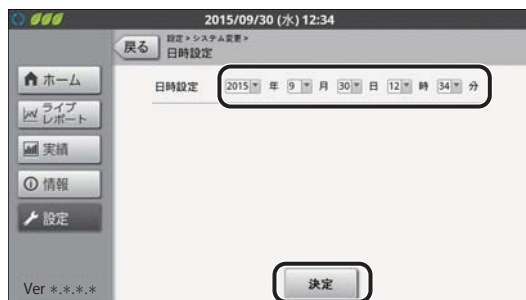 2015/09/30 (水) 12:34
戻る
設定>システム変更>
日時設定
ホーム
ライブ
レポート
実績
情報
設定
Ver *.*.*.*
日時設定 2015 年 9 月 30 日 12 時 34 分
決定